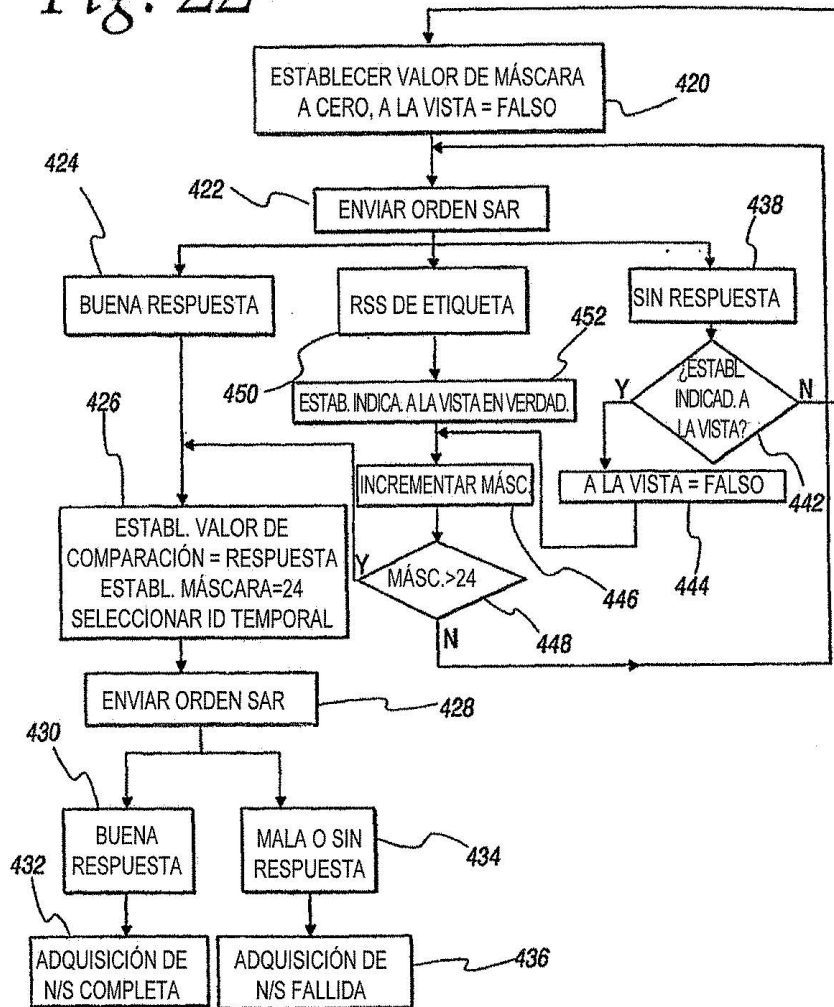 Fig. 22
ESTABLECER VALOR DE MÁSCARA
A CERO, A LA VISTA = FALSO
420
424
422
ENVIAR ORDEN SAR
438
BUENA RESPUESTA
RSS DE ETIQUETA
SIN RESPUESTA
450
452
¿ESTABL.
INDICAD. A
LA VISTA?
Y
N
442
426
ESTAB. INDICA. A LA VISTA EN VERDAD.
INCREMENTAR MÁSC.
A LA VISTA = FALSO
ESTABL. VALOR DE
COMPARACIÓN = RESPUESTA
ESTABL. MÁSCARA=24
SELECCIONAR ID TEMPORAL
Y
MÁSC.>24
446
444
N
448
ENVIAR ORDEN SAR
428
430
BUENA
RESPUESTA
MALA O SIN
RESPUESTA
434
432
ADQUISICIÓN DE
N/S COMPLETA
ADQUISICIÓN DE
N/S FALLIDA
436